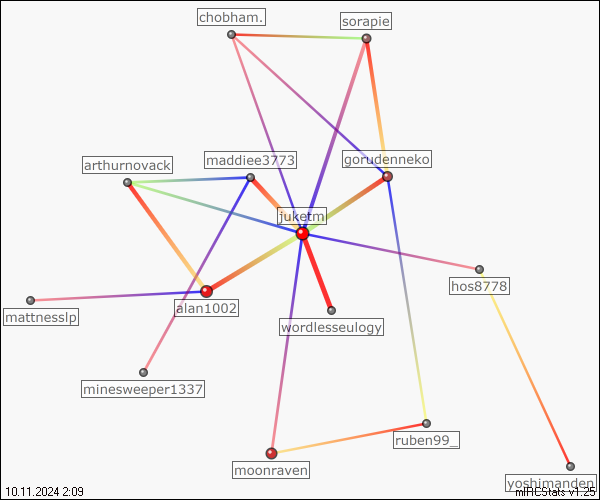 chobham.
sorapie
arthurnovack
maddiee3773
gorudenneko
juketm
hos8778
alan1002
mattnesslp
wordlesseulogy
minesweeper1337
ruben99_
moonraven
yoshimanden
10.11.2024 2:09
mIRCStats v1.25